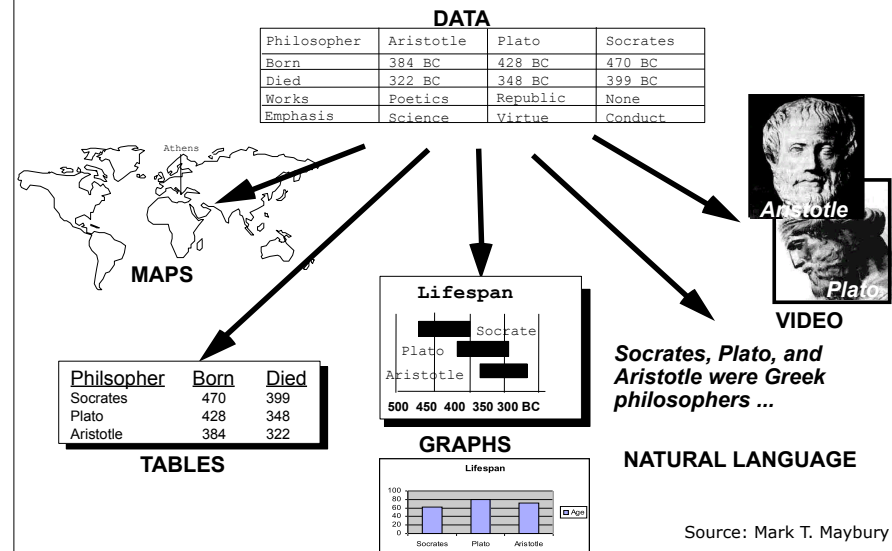 DATA
Philosopher Aristotle Plato Socrates
Born 384 BC 428 BC 470 BC
Died 322 BC 348 BC 399 BC
Works Poetics Republic None
Emphasis Science Virtue Conduct
Athens
MAPS
Aristotle
Plato
VIDEO
Lifespan
Socrate
Plato
Aristotle
500 450 400 350 300 BC
GRAPHS
Socrates, Plato, and
Aristotle were Greek
philosophers ...
NATURAL LANGUAGE
Philsopher Born Died
Socrates 470 399
Plato 428 348
Aristotle 384 322
TABLES
Lifespan
100
80
60
40
20
0
Socrates Plato Aristotle
Age
Source: Mark T. Maybury